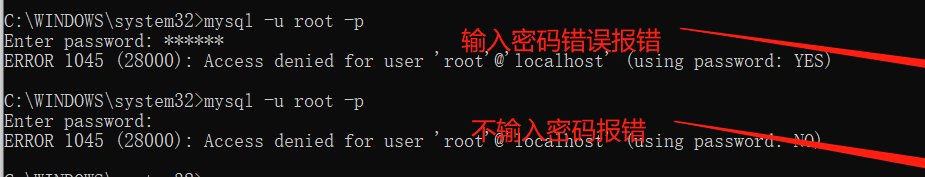 C:\WINDOWS\system32>mysql -u root -p
Enter password: ******
输入密码错误报错
ERROR 1045 (28000): Access denied for user 'root'@'localhost' (using password: YES)
C:\WINDOWS\system32>mysql -u root -p
Enter password:
不输入密码报错
ERROR 1045 (28000): Access denied for user 'root'@'localhost' (using password: NO)